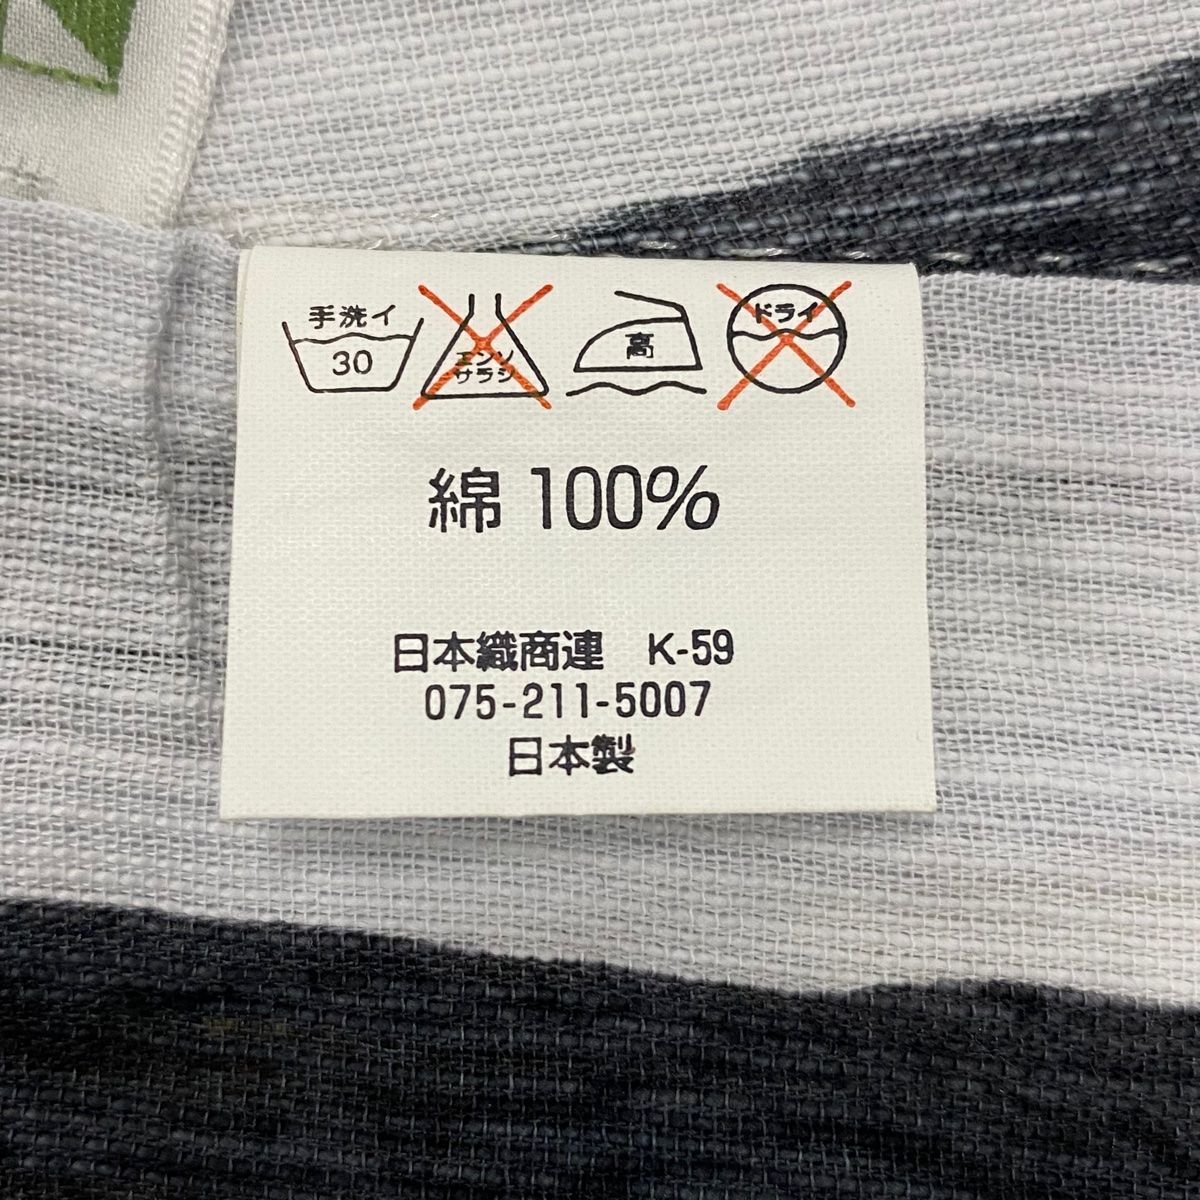 手洗イ
30
エンソ
サラシ
高
ドライ
綿 100%
日本織商連 K-59
075-211-5007
日本製